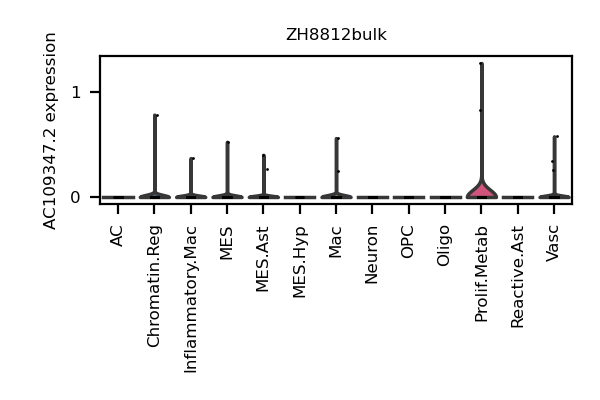 ZH8812bulk
AC109347.2 expression
1
0
AC
Chromatin.Reg
Inflammatory.Mac
MES
MES.Ast
MES.Hyp
Mac
Neuron
OPC
Oligo
Prolif.Metab
Reactive.Ast
Vasc